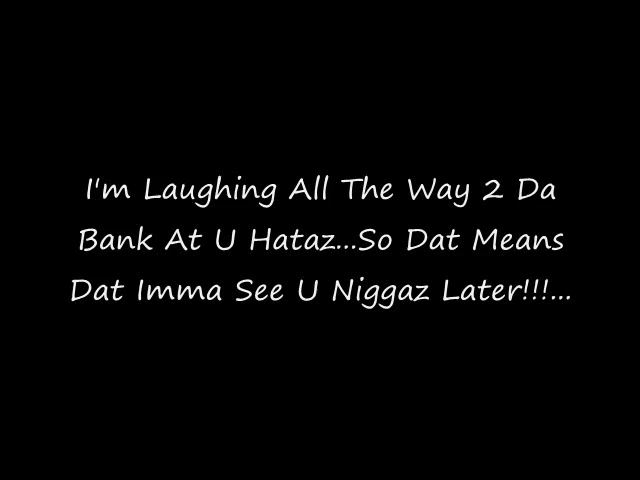 I'm Laughing All The Way 2 Da
Bank At U Hataz...So Dat Means
Dat Imma See U Niggaz Later!!!...